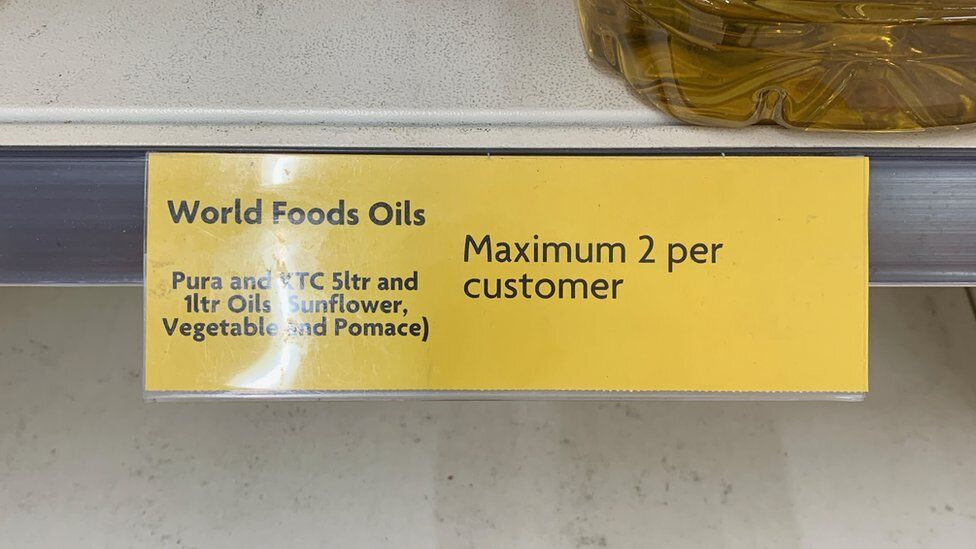 World Foods Oils
Pura and KTC 5ltr and
1ltr Oils (Sunflower,
Vegetable and Pomace)
Maximum 2 per
customer